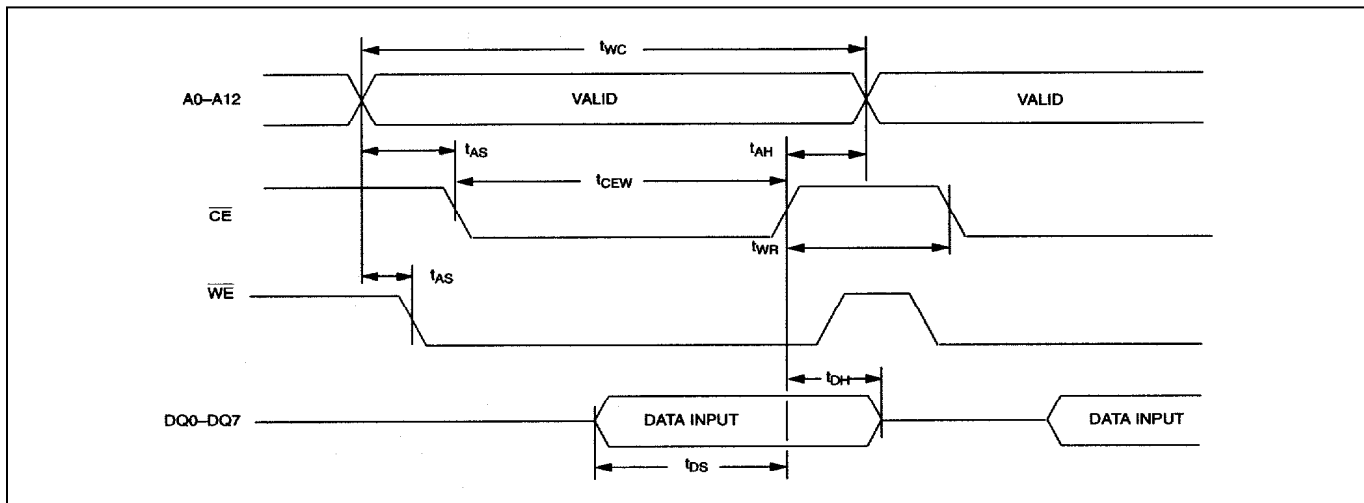 tWC
A0–A12 VALID VALID
tAS tAH
tCEW
CE
tWR
tAS
WE
tDH
DQ0–DQ7 DATA INPUT DATA INPUT
tDS